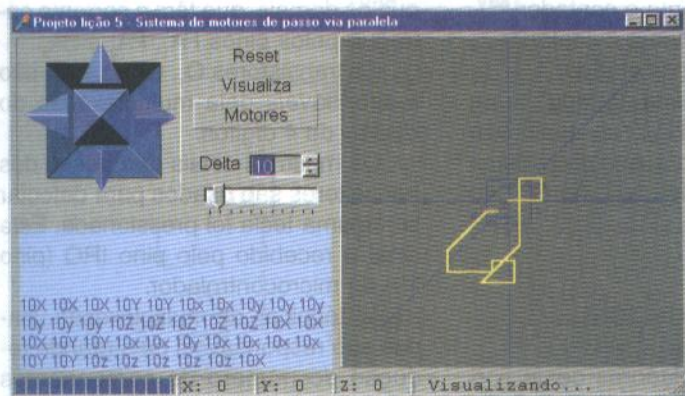 Projeto lição 5 - Sistema de motores de passo via paralela
Reset
Visualiza
Motores
Delta 10
10X 10X 10X 10Y 10Y 10x 10x 10y 10y 10y
10y 10y 10y 10Z 10Z 10Z 10Z 10Z 10X 10X
10X 10Y 10Y 10x 10x 10y 10x 10x 10x 10x
10Y 10Y 10z 10z 10z 10z 10z 10X
X: 0 Y: 0 Z: 0 Visualizando...